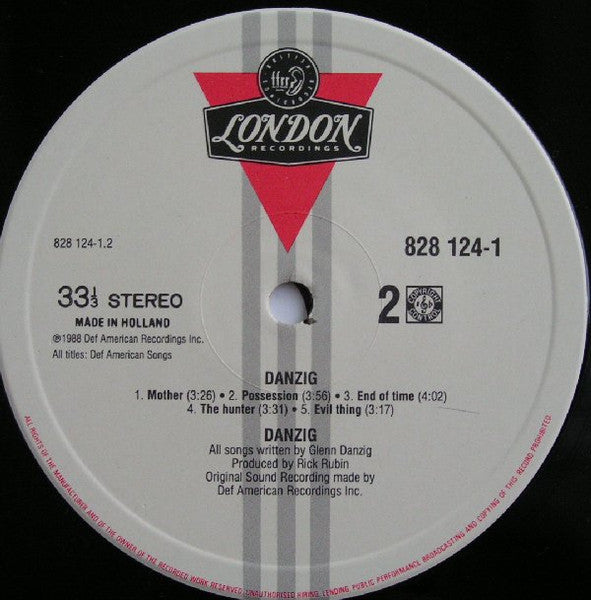 ffrr
LONDON
RECORDINGS
828 124-1.2
828 124-1
33⅓ STEREO
2
COPYRIGHT
CONTROL
MADE IN HOLLAND
℗1988 Def American Recordings Inc.
All titles: Def American Songs
DANZIG
1. Mother (3:26) • 2. Possession (3:56) • 3. End of time (4:02)
4. The hunter (3:31) • 5. Evil thing (3:17)
DANZIG
All songs written by Glenn Danzig
Produced by Rick Rubin
Original Sound Recording made by
Def American Recordings Inc.
ALL RIGHTS OF THE MANUFACTURER AND OF THE OWNER OF THE RECORDED WORK RESERVED. UNAUTHORISED HIRING, LENDING PUBLIC PERFORMANCE BROADCASTING AND COPYING OF THIS RECORD PROHIBITED.